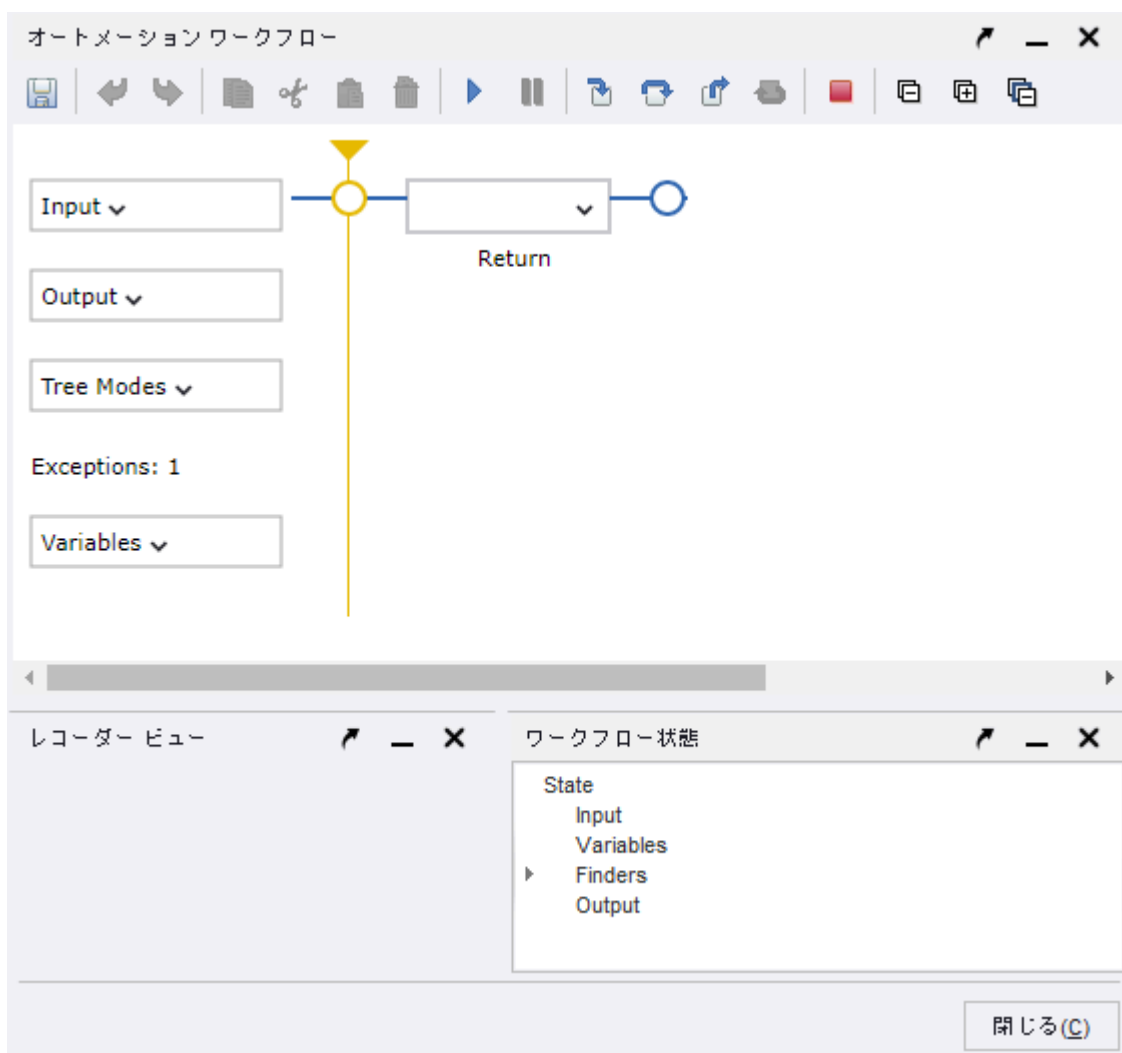 オートメーション ワークフロー
Input
Return
Output
Tree Modes
Exceptions: 1
Variables
レコーダー ビュー
ワークフロー状態
State
Input
Variables
Finders
Output
閉じる(C)